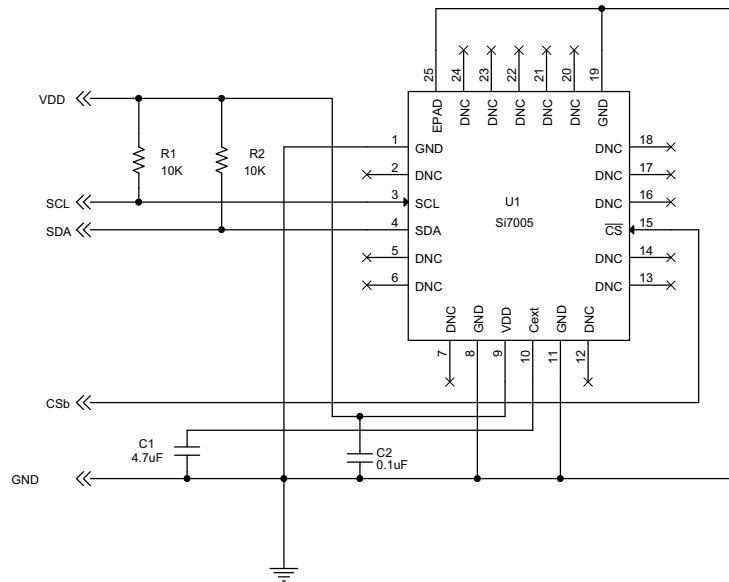 25
24
23
22
21
20
19
EPAD
DNC
DNC
DNC
DNC
DNC
GND
VDD
R1
10K
R2
10K
SCL
SDA
1
GND
2
DNC
3
SCL
4
SDA
5
DNC
6
DNC
U1
Si7005
DNC
18
DNC
17
DNC
16
CS
15
DNC
14
DNC
13
DNC
GND
VDD
Cext
GND
DNC
7
8
9
10
11
12
CSb
C1
4.7uF
C2
0.1uF
GND